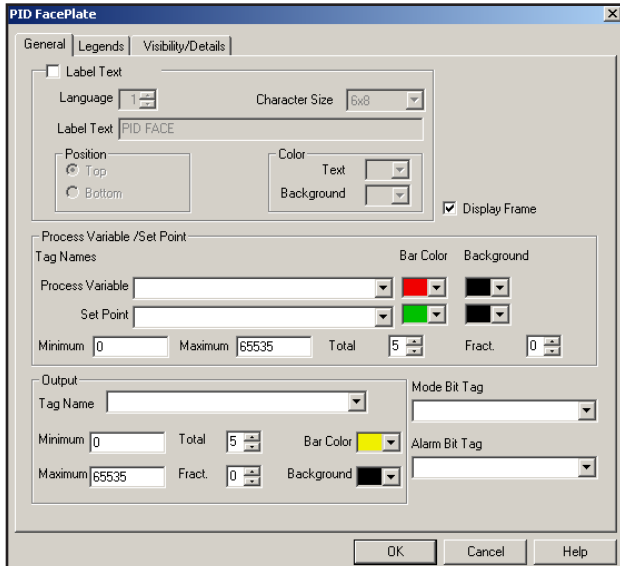 PID FacePlate
General Legends Visibility/Details
Label Text
Language 1 Character Size 6x8
Label Text PID FACE
Position Color
Top Text
Bottom Background
Display Frame
Process Variable /Set Point
Tag Names Bar Color Background
Process Variable
Set Point
Minimum 0 Maximum 65535 Total 5 Fract. 0
Output
Tag Name
Mode Bit Tag
Minimum 0 Total 5 Bar Color
Alarm Bit Tag
Maximum 65535 Fract. 0 Background
OK Cancel Help